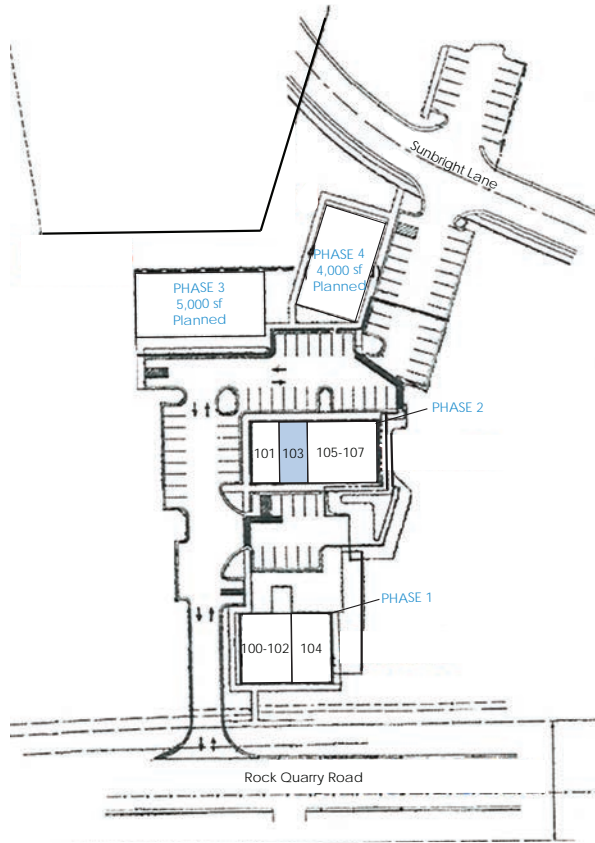 Sunbright Lane
PHASE 4
4,000 sf
Planned
PHASE 3
5,000 sf
Planned
PHASE 2
101
103
105-107
PHASE 1
100-102
104
Rock Quarry Road